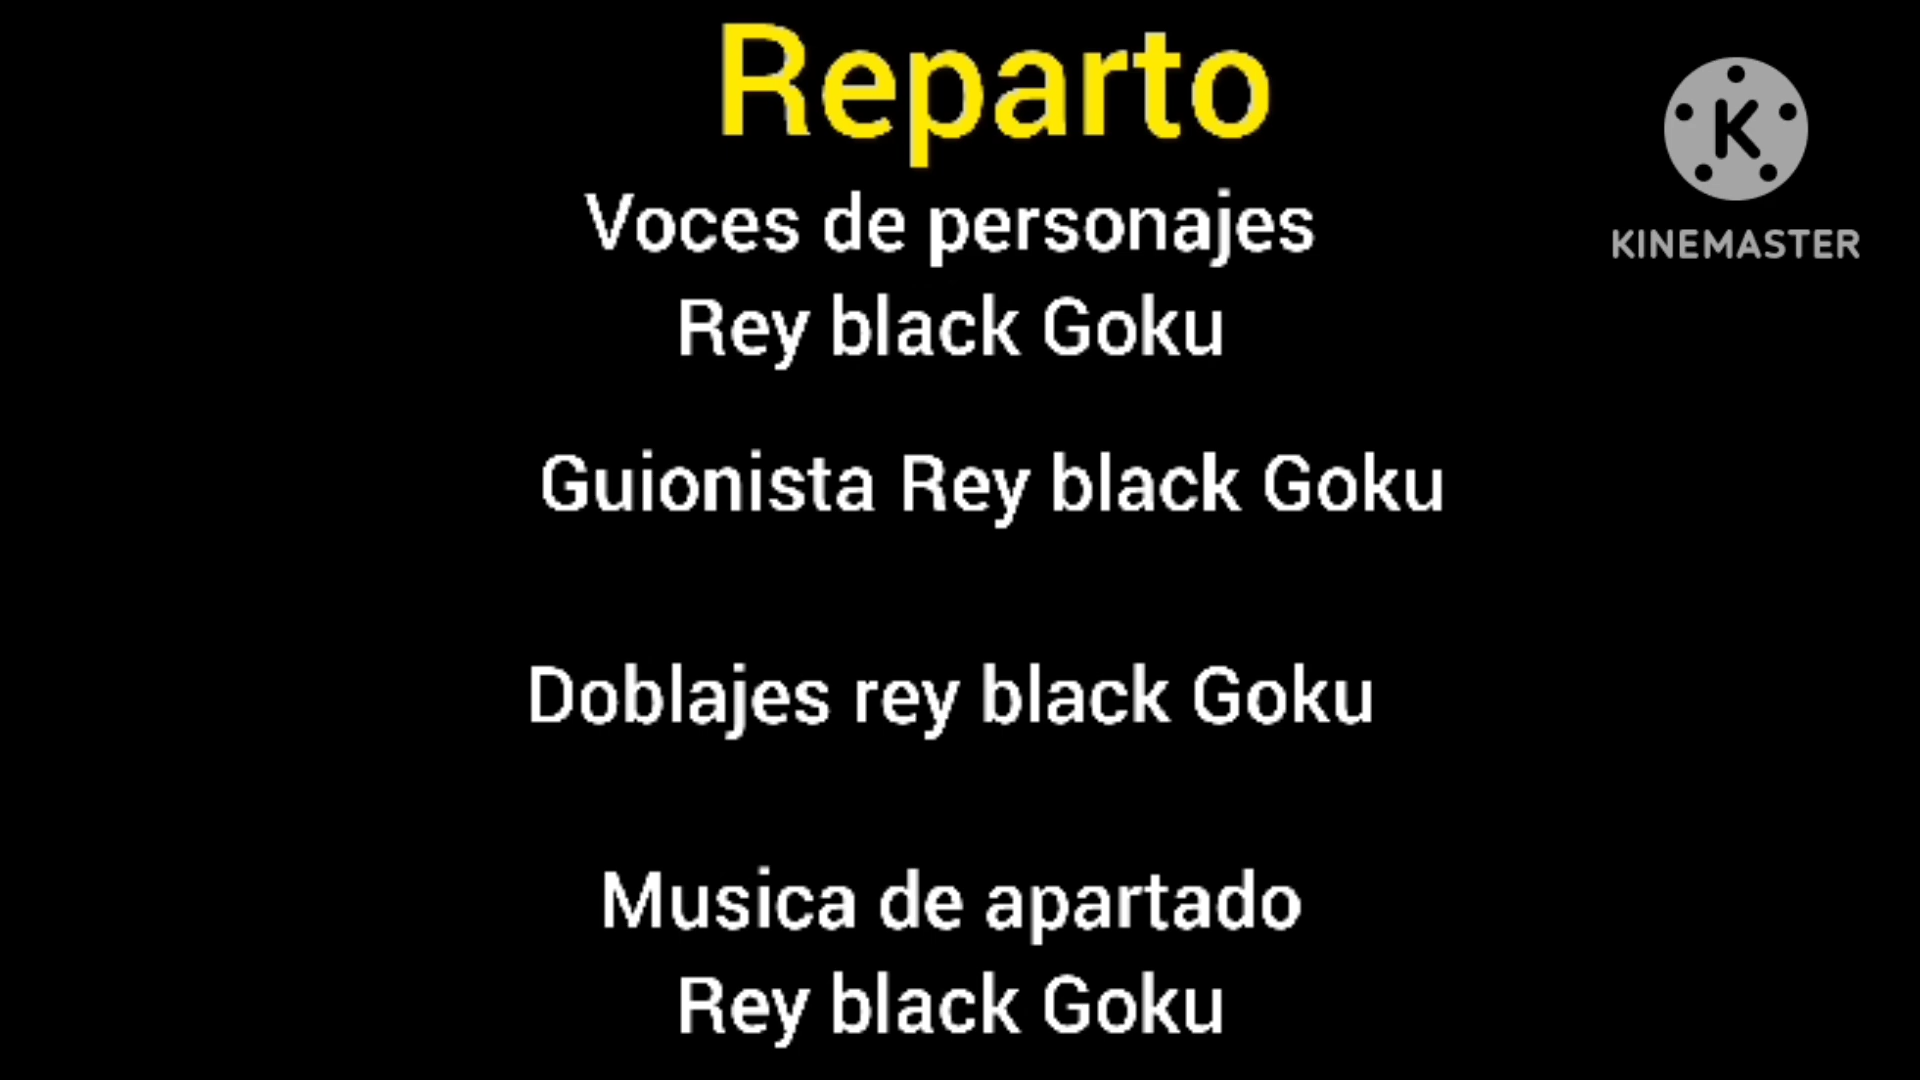 Reparto
Voces de personajes
Rey black Goku
Guionista Rey black Goku
Doblajes rey black Goku
Musica de apartado
Rey black Goku
K
KINEMASTER